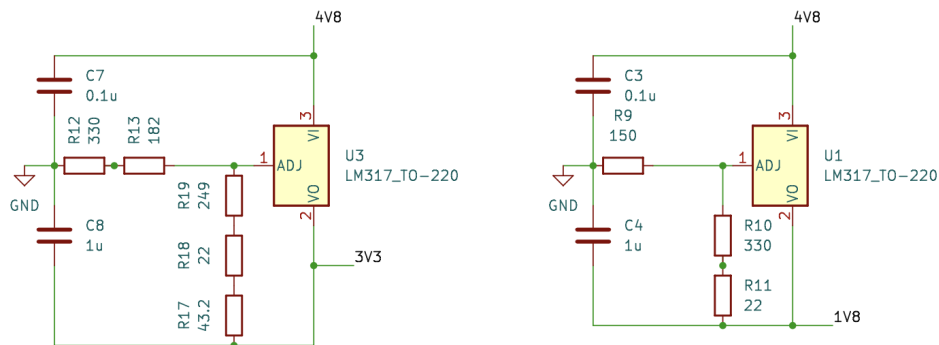 4V8
C7
0.1u
R12
330
R13
182
3
VI
1
ADJ
U3
LM317_TO-220
VO
2
GND
R19
249
C8
1u
R18
22
3V3
R17
43.2
4V8
C3
0.1u
R9
150
3
VI
1
ADJ
U1
LM317_TO-220
VO
2
GND
C4
1u
R10
330
R11
22
1V8